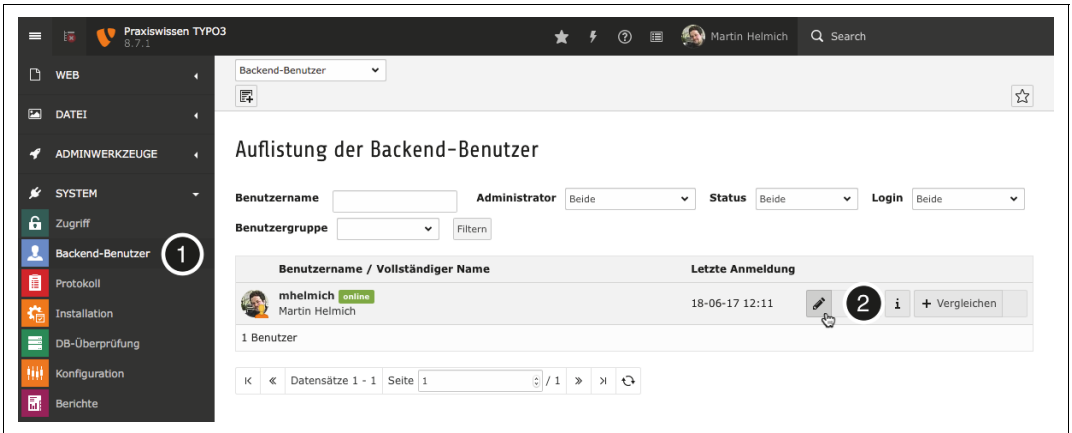 Praxiswissen TYPO3
8.7.1
Martin Helmich
Search
WEB
DATEI
ADMINWERKZEUGE
SYSTEM
Zugriff
Backend-Benutzer
1
Protokoll
Installation
DB-Überprüfung
Konfiguration
Berichte
Backend-Benutzer
Auflistung der Backend-Benutzer
Benutzername Administrator Beide Status Beide Login Beide
Benutzergruppe Filtern
Benutzername / Vollständiger Name Letzte Anmeldung
mhelmich online
Martin Helmich
18-06-17 12:11 2 i + Vergleichen
1 Benutzer
Datensätze 1 - 1 Seite 1 / 1